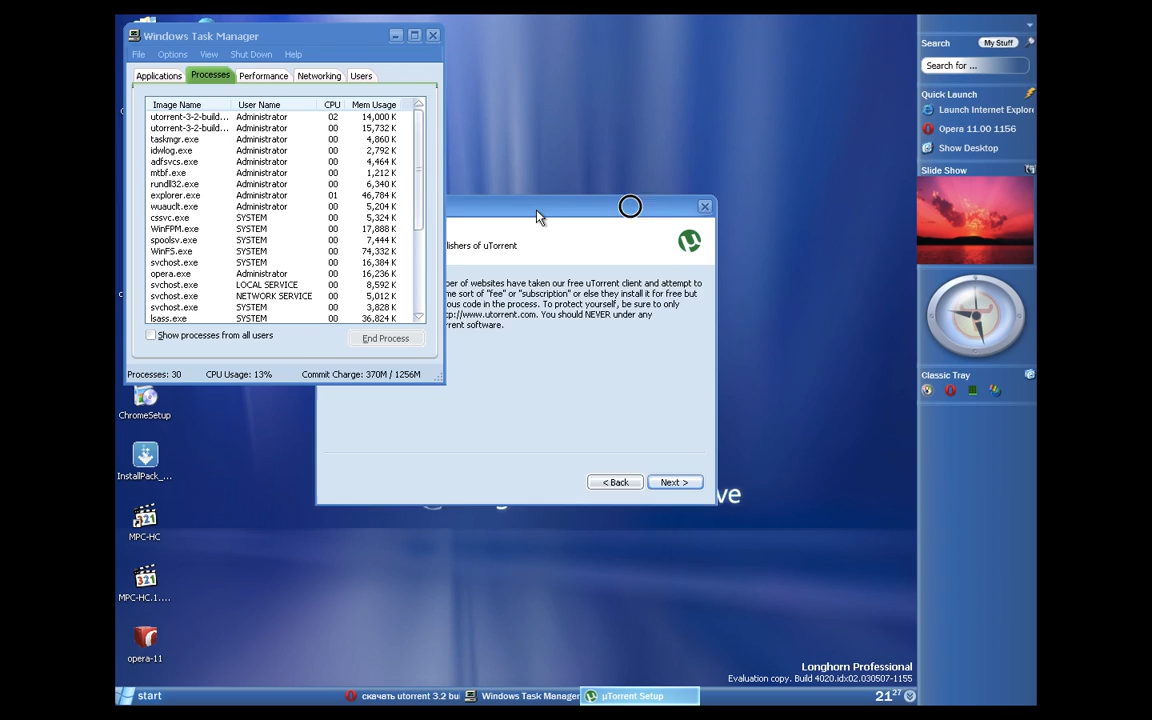 Windows Task Manager
File Options View Shut Down Help
Applications Processes Performance Networking Users
Image Name User Name CPU Mem Usage
utorrent-3-2-build... Administrator 02 14,000 K
utorrent-3-2-build... Administrator 00 15,732 K
taskmgr.exe Administrator 00 4,860 K
idwlog.exe Administrator 00 2,792 K
adfsvcs.exe Administrator 00 4,464 K
mtbf.exe Administrator 00 1,212 K
rundll32.exe Administrator 00 6,340 K
explorer.exe Administrator 01 46,784 K
wuauclt.exe Administrator 00 5,204 K
cssvc.exe SYSTEM 00 5,324 K
WinFPM.exe SYSTEM 00 17,888 K
spoolsv.exe SYSTEM 00 7,444 K
WinFS.exe SYSTEM 00 74,332 K
svchost.exe SYSTEM 00 16,384 K
opera.exe Administrator 00 16,236 K
svchost.exe LOCAL SERVICE 00 8,592 K
svchost.exe NETWORK SERVICE 00 5,012 K
svchost.exe SYSTEM 00 3,828 K
lsass.exe SYSTEM 00 36,824 K
Show processes from all users
End Process
Processes: 30 CPU Usage: 13% Commit Charge: 370M / 1256M
lishers of uTorrent
ber of websites have taken our free uTorrent client and attempt to
me sort of "fee" or "subscription" or else they install it for free but
ous code in the process. To protect yourself, be sure to only
tp://www.utorrent.com. You should NEVER under any
rrent software.
< Back Next >
ve
ChromeSetup
InstallPack_...
MPC-HC
MPC-HC.1....
opera-11
Search My Stuff
Search for ...
Quick Launch
Launch Internet Explore
Opera 11.00 1156
Show Desktop
Slide Show
Classic Tray
Longhorn Professional
Evaluation copy. Build 4020.idx02.030507-1155
start
скачать utorrent 3.2 bui
Windows Task Manager
µTorrent Setup
21 27